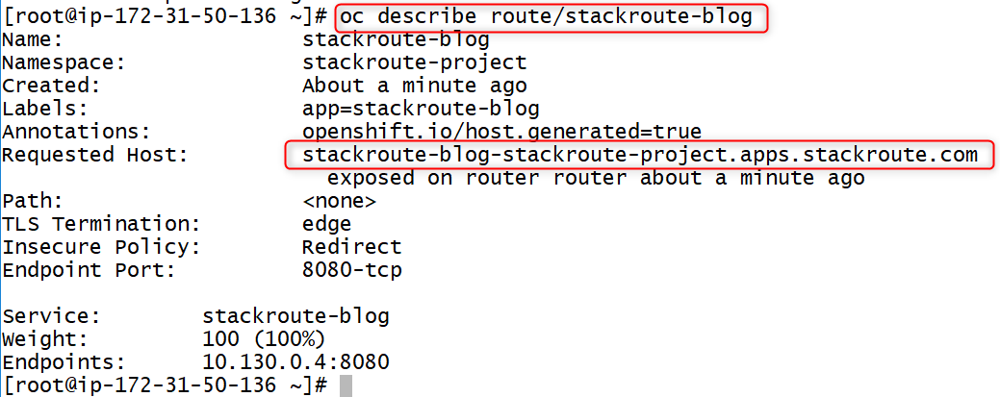 [root@ip-172-31-50-136 ~]# oc describe route/stackroute-blog
Name: stackroute-blog
Namespace: stackroute-project
Created: About a minute ago
Labels: app=stackroute-blog
Annotations: openshift.io/host.generated=true
Requested Host: stackroute-blog-stackroute-project.apps.stackroute.com
exposed on router router about a minute ago
Path: <none>
TLS Termination: edge
Insecure Policy: Redirect
Endpoint Port: 8080-tcp
Service: stackroute-blog
Weight: 100 (100%)
Endpoints: 10.130.0.4:8080
[root@ip-172-31-50-136 ~]#